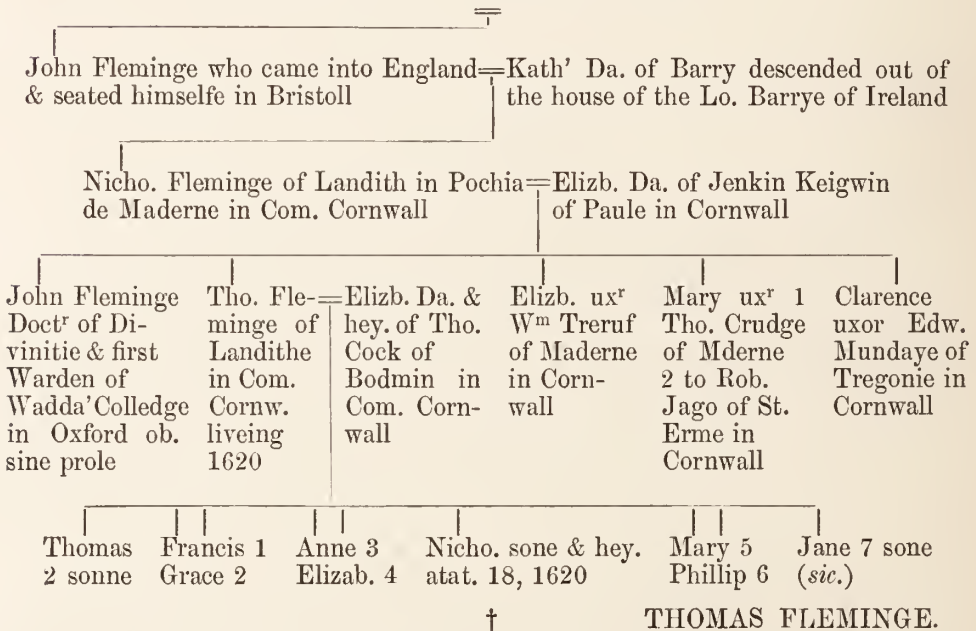 John Fleminge who came into England
& seated himselfe in Bristoll
Kath' Da. of Barry descended out of
the house of the Lo. Barrye of Ireland
Nicho. Fleminge of Landith in Pochia
de Maderne in Com. Cornwall
Elizb. Da. of Jenkin Keigwin
of Paule in Cornwall
John Fleminge
Doctʳ of Di-
vinitie & first
Warden of
Wadda' Colledge
in Oxford ob.
sine prole
Tho. Fle-
minge of
Landithe
in Com.
Cornw.
liveing
1620
Elizb. Da. &
hey. of Tho.
Cock of
Bodmin in
Com. Corn-
wall
Elizb. uxʳ
Wᵐ Treruf
of Maderne
in Corn-
wall
Mary uxʳ 1
Tho. Crudge
of Mderne
2 to Rob.
Jago of St.
Erme in
Cornwall
Clarence
uxor Edw.
Mundaye of
Tregonie in
Cornwall
Thomas
2 sonne
Francis 1
Grace 2
Anne 3
Elizab. 4
Nicho. sone & hey.
atat. 18, 1620
Mary 5
Phillip 6
Jane 7 sone
(sic.)
† THOMAS FLEMINGE.